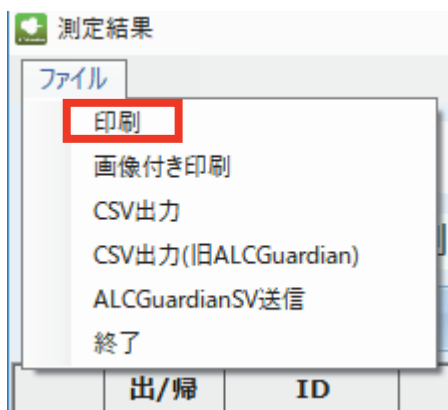 測定結果
ファイル
印刷
画像付き印刷
CSV出力
CSV出力(旧ALCGuardian)
ALCGuardianSV送信
終了
出/帰 ID